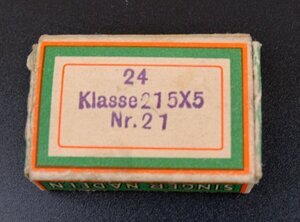 24
Klasse 215X5
Nr. 21
SINGER NADELN